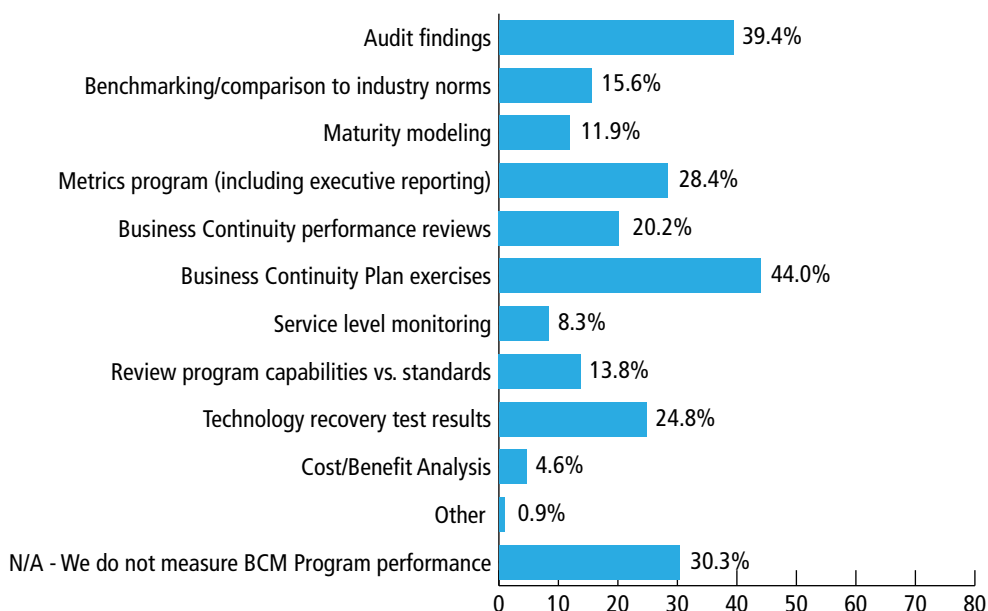 Audit findings 39.4%
Benchmarking/comparison to industry norms 15.6%
Maturity modeling 11.9%
Metrics program (including executive reporting) 28.4%
Business Continuity performance reviews 20.2%
Business Continuity Plan exercises 44.0%
Service level monitoring 8.3%
Review program capabilities vs. standards 13.8%
Technology recovery test results 24.8%
Cost/Benefit Analysis 4.6%
Other 0.9%
N/A - We do not measure BCM Program performance 30.3%
0 10 20 30 40 50 60 70 80